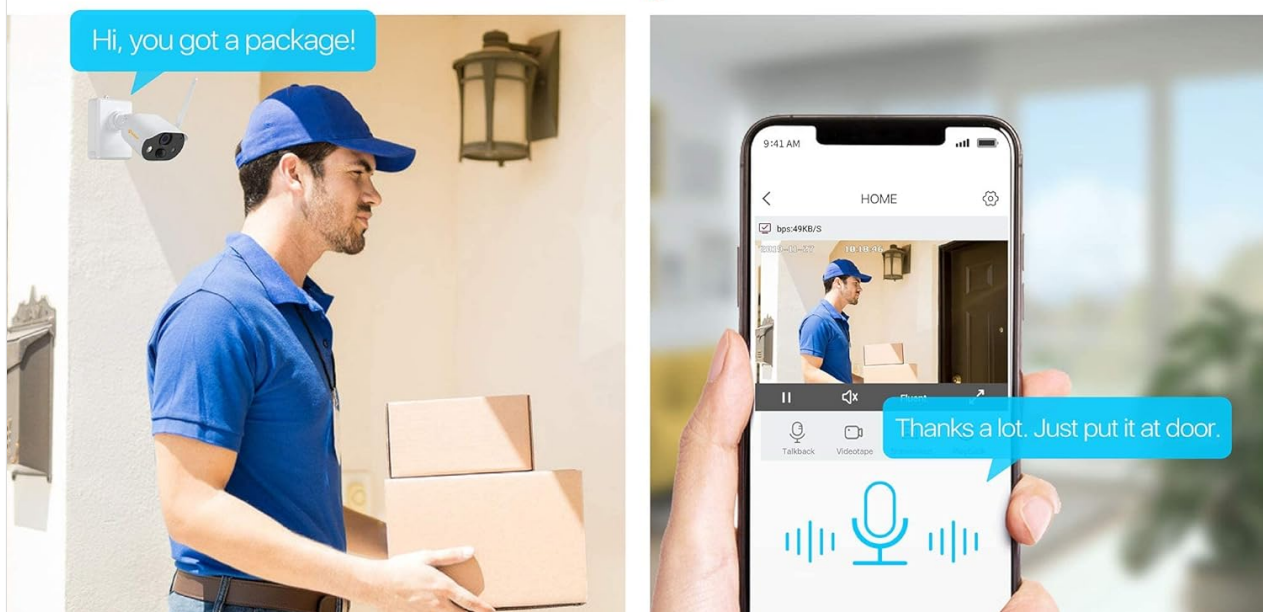 Hi, you got a package!
9:41 AM
HOME
bps:49KB/S
Thanks a lot. Just put it at door.
Talkback
Videotape